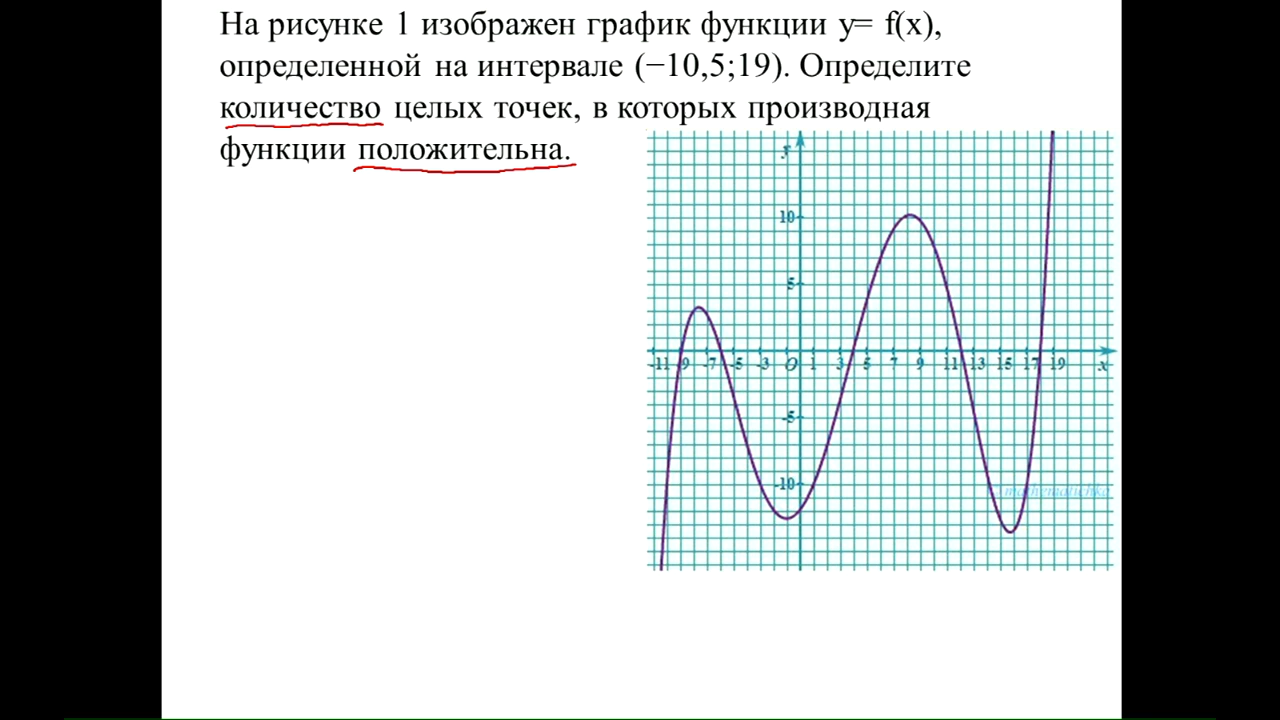 На рисунке 1 изображен график функции y= f(x),
определенной на интервале (−10,5;19). Определите
количество целых точек, в которых производная
функции положительна.
y
10
5
-11 -9 -7 -5 -3 O 1 3 5 7 9 11 13 15 17 19 x
-5
-10
mathematichka